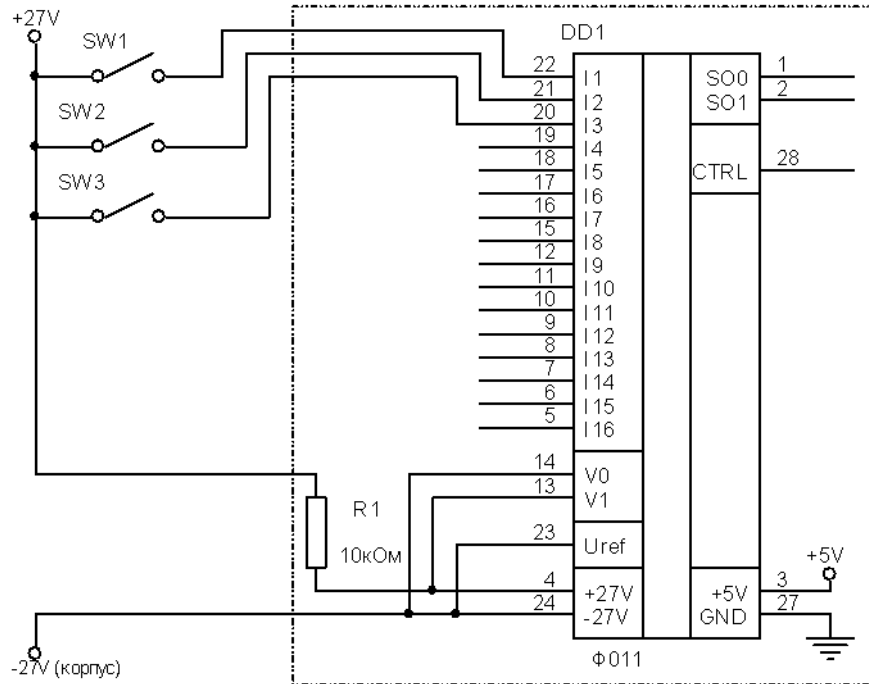 +27V
SW1
SW2
SW3
DD1
22 I1
21 I2
20 I3
19 I4
18 I5
17 I6
16 I7
15 I8
12 I9
11 I10
10 I11
9 I12
8 I13
7 I14
6 I15
5 I16
14 V0
13 V1
23 Uref
4 +27V
24 -27V
SO0 1
SO1 2
CTRL 28
+5V 3
GND 27
+5V
R1
10кОм
-27V (корпус)
Ф011